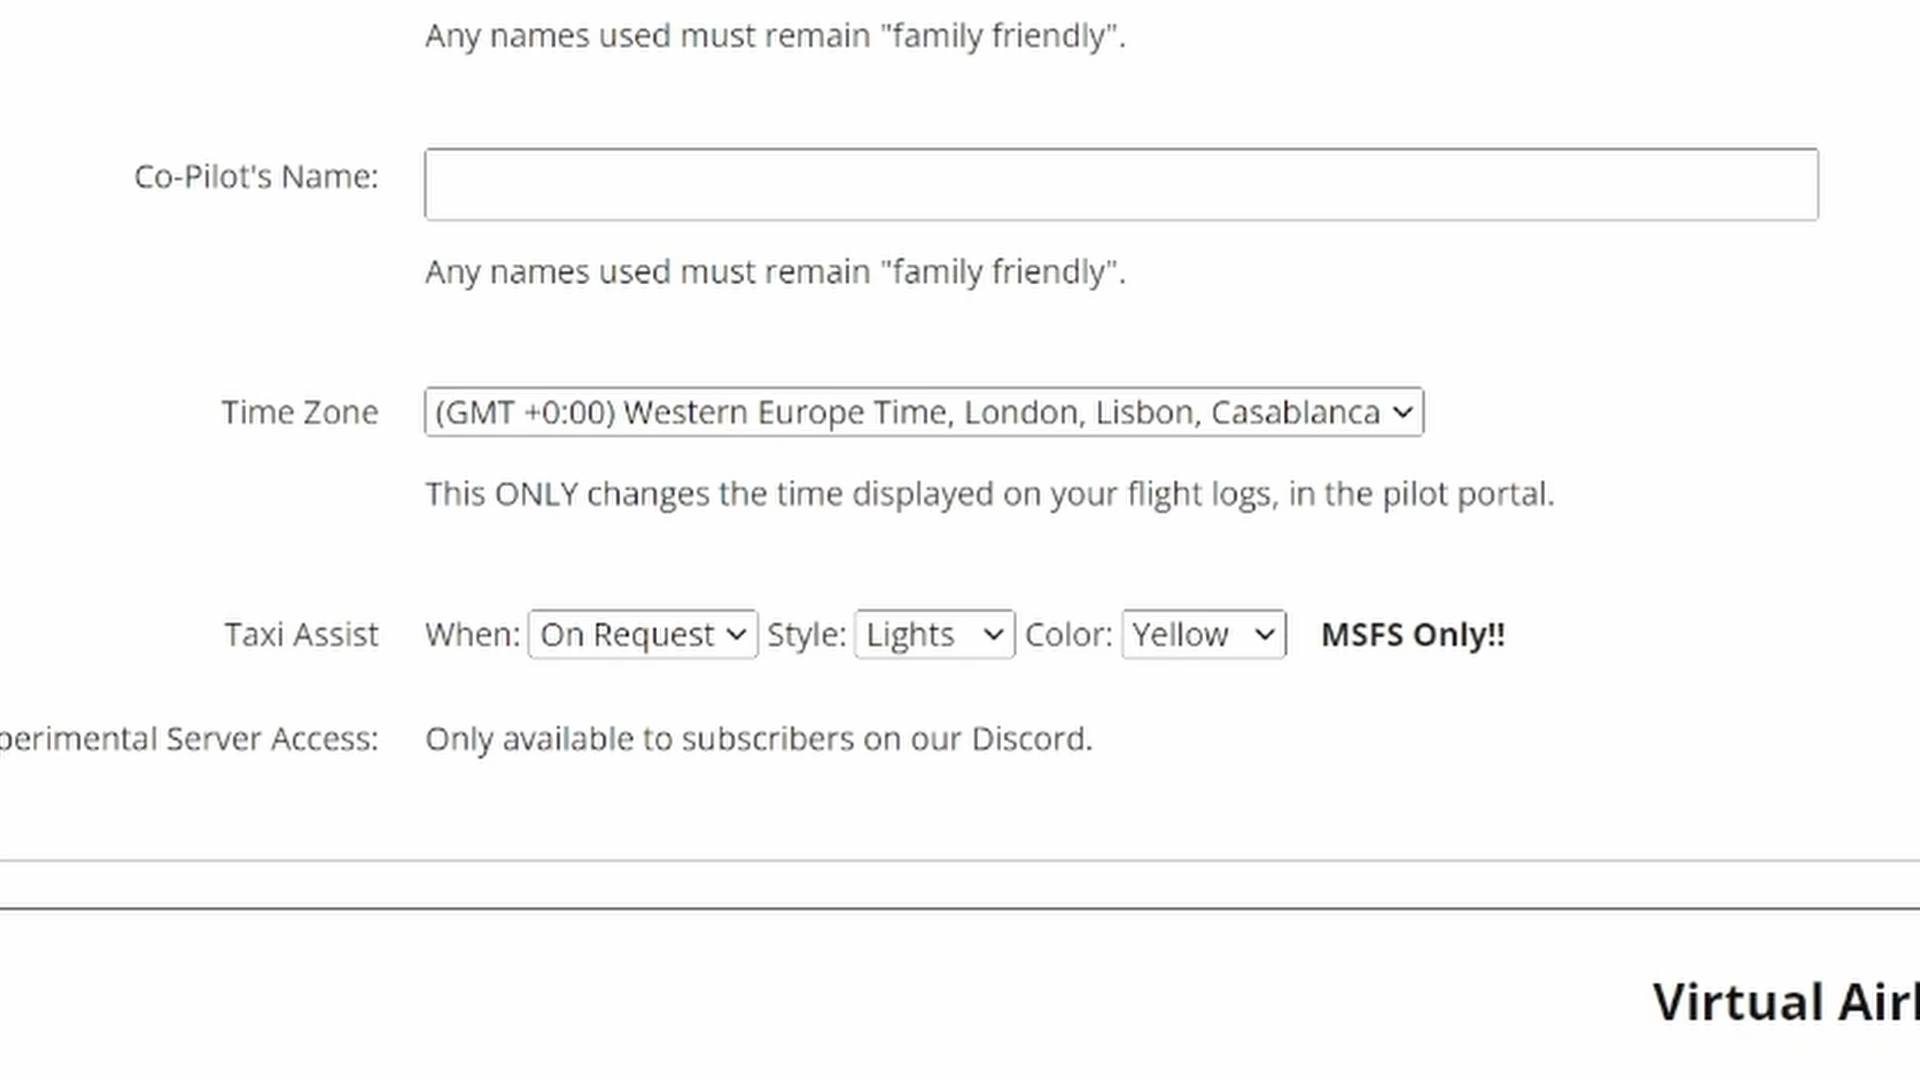 Any names used must remain "family friendly".
Co-Pilot's Name:
Any names used must remain "family friendly".
Time Zone (GMT +0:00) Western Europe Time, London, Lisbon, Casablanca
This ONLY changes the time displayed on your flight logs, in the pilot portal.
Taxi Assist When: On Request Style: Lights Color: Yellow MSFS Only!!
perimental Server Access: Only available to subscribers on our Discord.
Virtual Airl